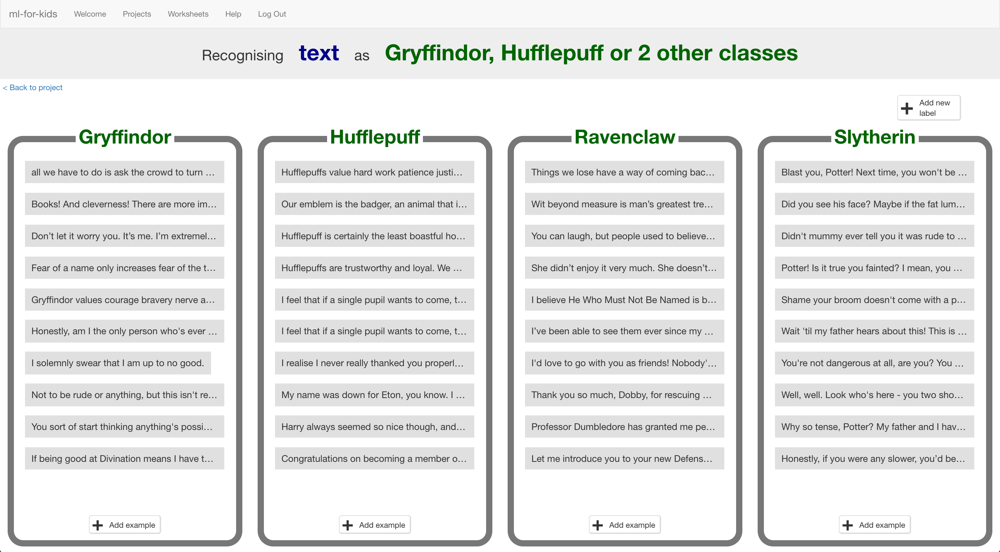 ml-for-kids Welcome Projects Worksheets Help Log Out
Recognising text as Gryffindor, Hufflepuff or 2 other classes
< Back to project
Add new
label
Gryffindor
all we have to do is ask the crowd to turn …
Books! And cleverness! There are more im…
Don’t let it worry you. It’s me. I’m extremel…
Fear of a name only increases fear of the t…
Gryffindor values courage bravery nerve a…
Honestly, am I the only person who's ever …
I solemnly swear that I am up to no good.
Not to be rude or anything, but this isn't re…
You sort of start thinking anything's possi…
If being good at Divination means I have t…
Add example
Hufflepuff
Hufflepuffs value hard work patience justi…
Our emblem is the badger, an animal that i…
Hufflepuff is certainly the least boastful ho…
Hufflepuffs are trustworthy and loyal. We …
I feel that if a single pupil wants to come, t…
I feel that if a single pupil wants to come, t…
I realise I never really thanked you properl…
My name was down for Eton, you know. I …
Harry always seemed so nice though, and…
Congratulations on becoming a member o…
Add example
Ravenclaw
Things we lose have a way of coming bac…
Wit beyond measure is man’s greatest tre…
You can laugh, but people used to believe…
She didn’t enjoy it very much. She doesn’t…
I believe He Who Must Not Be Named is b…
I’ve been able to see them ever since my …
I'd love to go with you as friends! Nobody'…
Thank you so much, Dobby, for rescuing …
Professor Dumbledore has granted me pe…
Let me introduce you to your new Defens…
Add example
Slytherin
Blast you, Potter! Next time, you won't be …
Did you see his face? Maybe if the fat lum…
Didn't mummy ever tell you it was rude to …
Potter! Is it true you fainted? I mean, you …
Shame your broom doesn't come with a p…
Wait 'til my father hears about this! This is …
You're not dangerous at all, are you? You …
Well, well. Look who's here - you two sho…
Why so tense, Potter? My father and I hav…
Honestly, if you were any slower, you’d be…
Add example